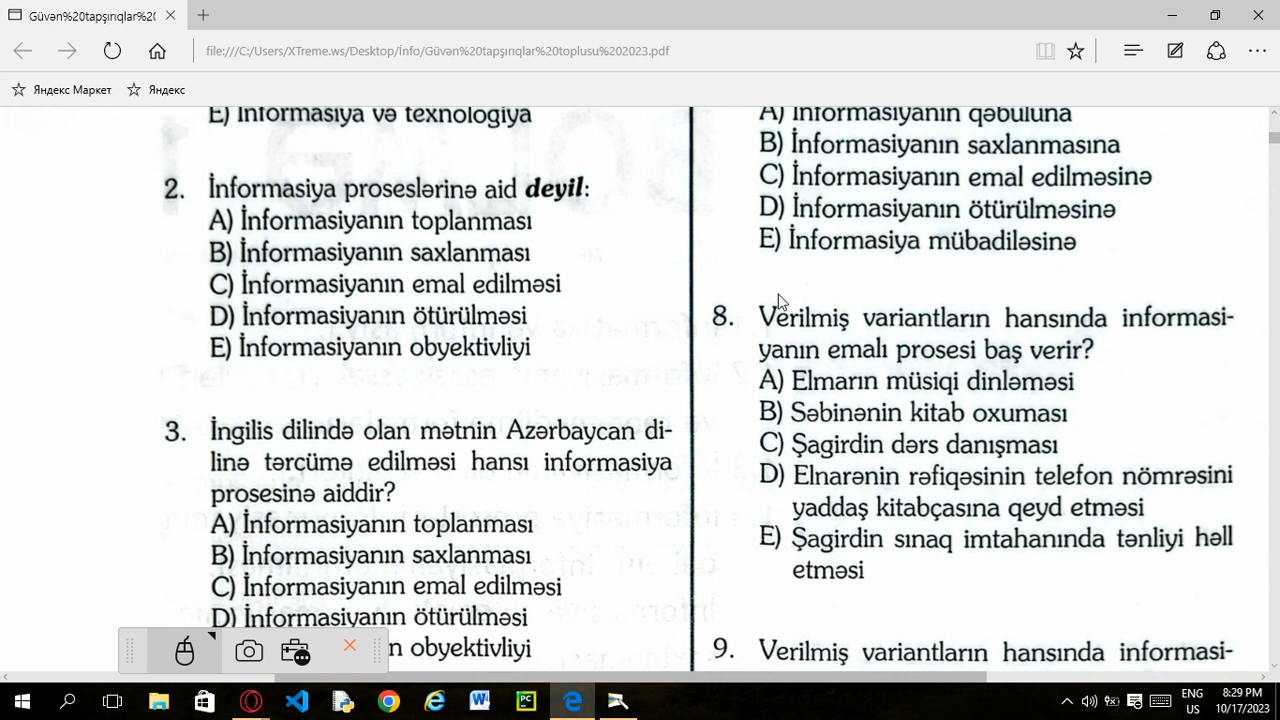 Güvən%20tapşırıqlar%20t
file:///C:/Users/XTreme.ws/Desktop/İnfo/Güvən%20tapşırıqlar%20toplusu%202023.pdf
Яндекс Маркет
Яндекс
E) İnformasiya və texnologiya
2. İnformasiya proseslərinə aid deyil:
A) İnformasiyanın toplanması
B) İnformasiyanın saxlanması
C) İnformasiyanın emal edilməsi
D) İnformasiyanın ötürülməsi
E) İnformasiyanın obyektivliyi
3. İngilis dilində olan mətnin Azərbaycan di-
linə tərcümə edilməsi hansı informasiya
prosesinə aiddir?
A) İnformasiyanın toplanması
B) İnformasiyanın saxlanması
C) İnformasiyanın emal edilməsi
D) İnformasiyanın ötürülməsi
n obyektivliyi
A) İnformasiyanın qəbuluna
B) İnformasiyanın saxlanmasına
C) İnformasiyanın emal edilməsinə
D) İnformasiyanın ötürülməsinə
E) İnformasiya mübadiləsinə
8. Verilmiş variantların hansında informasi-
yanın emalı prosesi baş verir?
A) Elmarın müsiqi dinləməsi
B) Səbinənin kitab oxuması
C) Şagirdin dərs danışması
D) Elnarənin rəfiqəsinin telefon nömrəsini
yaddaş kitabçasına qeyd etməsi
E) Şagirdin sınaq imtahanında tənliyi həll
etməsi
9. Verilmiş variantların hansında informasi-
ENG
US
8:29 PM
10/17/2023